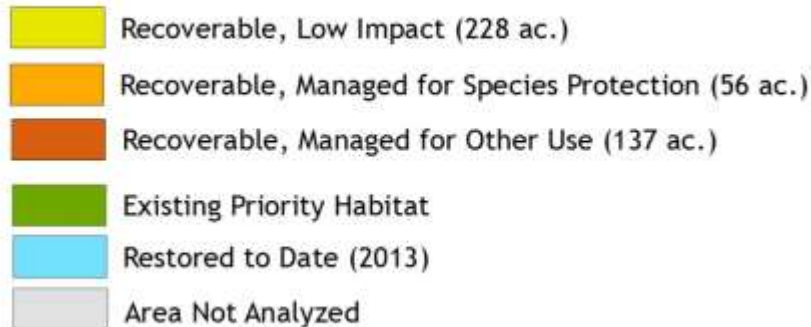 Recoverable, Low Impact (228 ac.)
Recoverable, Managed for Species Protection (56 ac.)
Recoverable, Managed for Other Use (137 ac.)
Existing Priority Habitat
Restored to Date (2013)
Area Not Analyzed